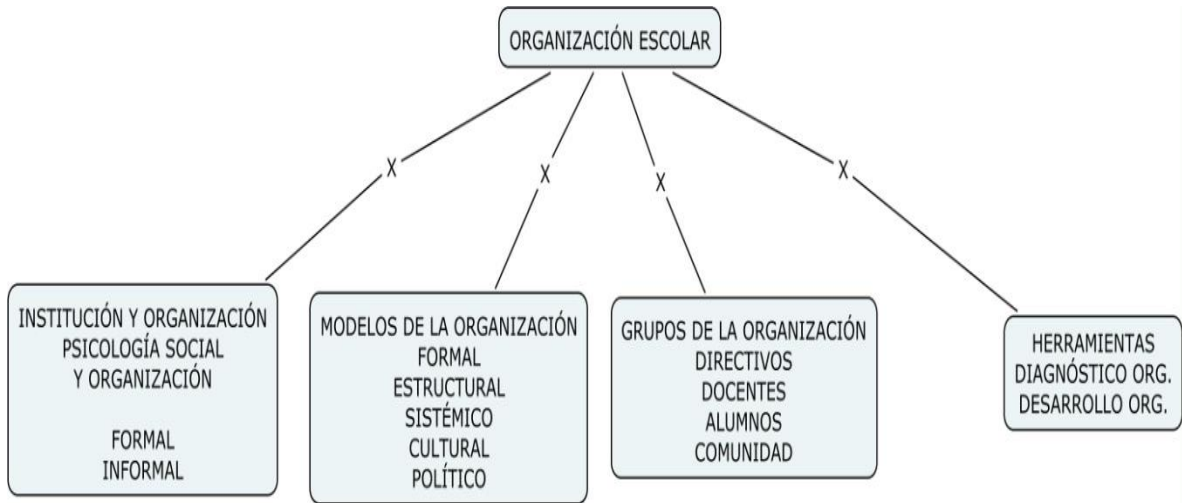 ORGANIZACIÓN ESCOLAR
X
X
X
X
INSTITUCIÓN Y ORGANIZACIÓN
PSICOLOGÍA SOCIAL
Y ORGANIZACIÓN
FORMAL
INFORMAL
MODELOS DE LA ORGANIZACIÓN
FORMAL
ESTRUCTURAL
SISTÉMICO
CULTURAL
POLÍTICO
GRUPOS DE LA ORGANIZACIÓN
DIRECTIVOS
DOCENTES
ALUMNOS
COMUNIDAD
HERRAMIENTAS
DIAGNÓSTICO ORG.
DESARROLLO ORG.